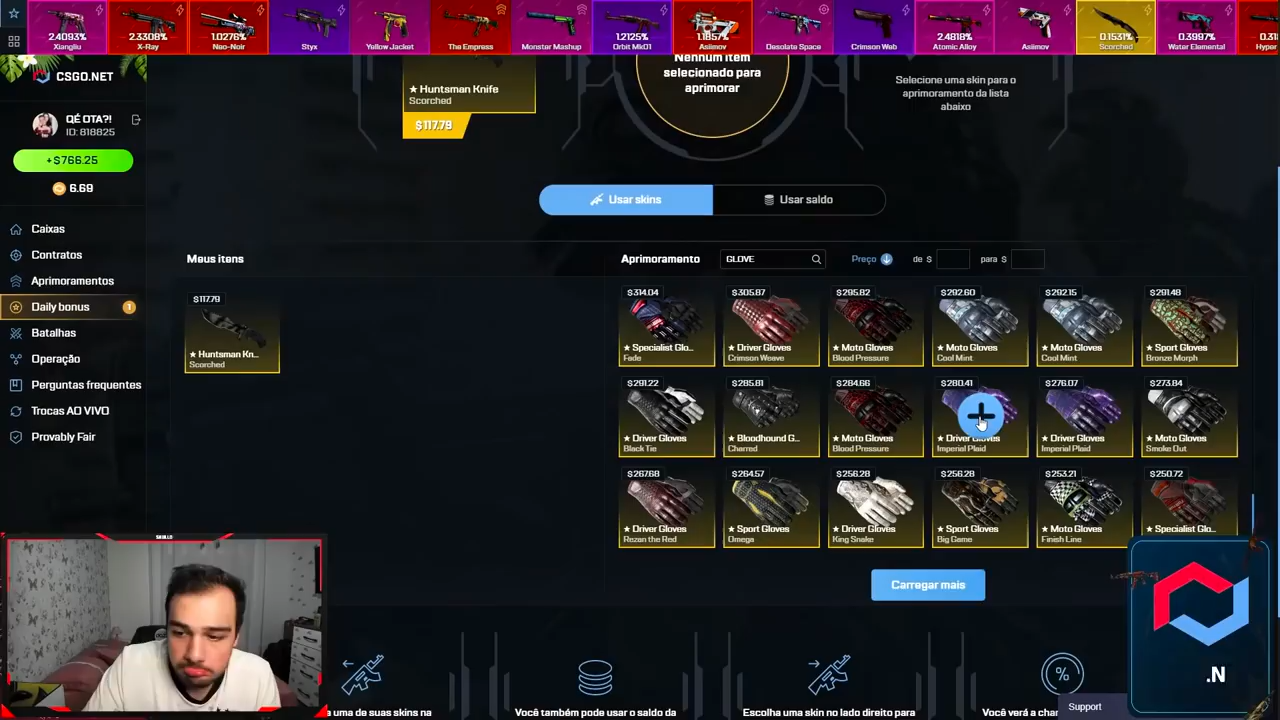 2.4093%
Xiangliu
2.3308%
X-Ray
1.0276%
Neo-Noir
Styx
Yellow Jacket
The Empress
Monster Mashup
1.2125%
Orbit Mk01
1.1857%
Asiimov
Desolate Space
Crimson Web
2.4818%
Atomic Alloy
Asiimov
0.1531%
Scorched
0.3997%
Water Elemental
Hyper
CSGO.NET
QÉ OTA?!
ID: 818825
+$766.25
6.69
Caixas
Contratos
Aprimoramentos
Daily bonus
1
Batalhas
Operação
Perguntas frequentes
Trocas AO VIVO
Provably Fair
★ Huntsman Knife
Scorched
$117.79
Nenhum item
selecionado para
aprimorar
Selecione uma skin para o
aprimoramento da lista
abaixo
Usar skins
Usar saldo
Meus itens
Aprimoramento
GLOVE
Preço
de $
para $
$117.79
★ Huntsman Kn...
Scorched
$314.04
★ Specialist Glo...
Fade
$305.87
★ Driver Gloves
Crimson Weave
$295.82
★ Moto Gloves
Blood Pressure
$292.60
★ Moto Gloves
Cool Mint
$292.15
★ Moto Gloves
Cool Mint
$291.48
★ Sport Gloves
Bronze Morph
$291.22
★ Driver Gloves
Black Tie
$285.81
★ Bloodhound G...
Charred
$284.66
★ Moto Gloves
Blood Pressure
$280.41
★ Driver Gloves
Imperial Plaid
$276.07
★ Driver Gloves
Imperial Plaid
$273.84
★ Moto Gloves
Smoke Out
$267.68
★ Driver Gloves
Rezan the Red
$264.57
★ Sport Gloves
Omega
$256.28
★ Driver Gloves
King Snake
$256.28
★ Sport Gloves
Big Game
$253.21
★ Moto Gloves
Finish Line
$250.72
★ Specialist Glo...
Carregar mais
uma de suas skins na
Você também pode usar o saldo da
Escolha uma skin no lado direito para
Você verá a chan
Support
.N